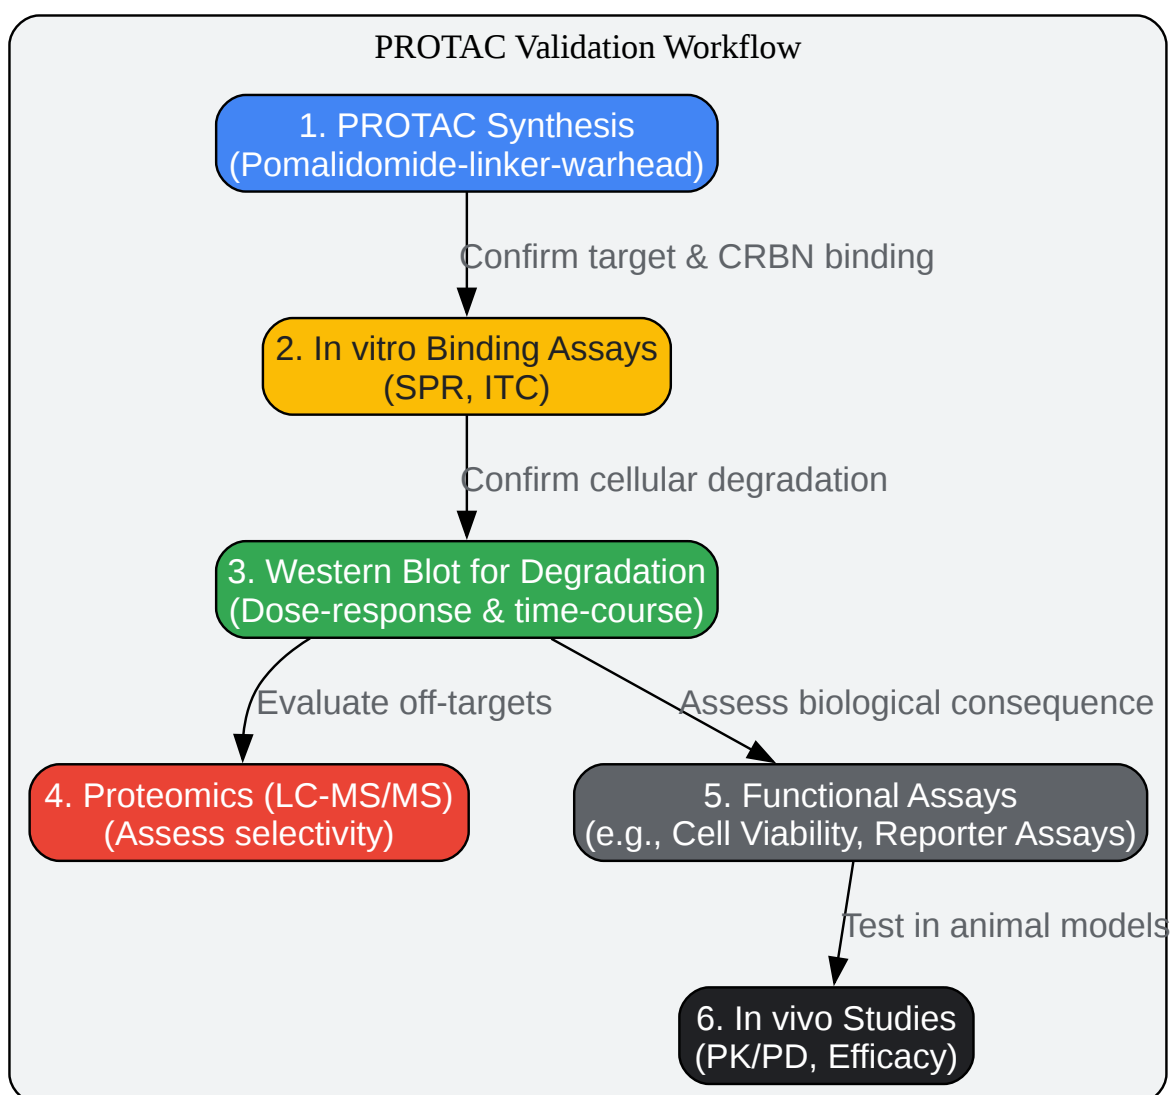 PROTAC Validation Workflow
1. PROTAC Synthesis
(Pomalidomide-linker-warhead)
Confirm target & CRBN binding
2. In vitro Binding Assays
(SPR, ITC)
Confirm cellular degradation
3. Western Blot for Degradation
(Dose-response & time-course)
Evaluate off-targets
Assess biological consequence
4. Proteomics (LC-MS/MS)
(Assess selectivity)
5. Functional Assays
(e.g., Cell Viability, Reporter Assays)
Test in animal models
6. In vivo Studies
(PK/PD, Efficacy)